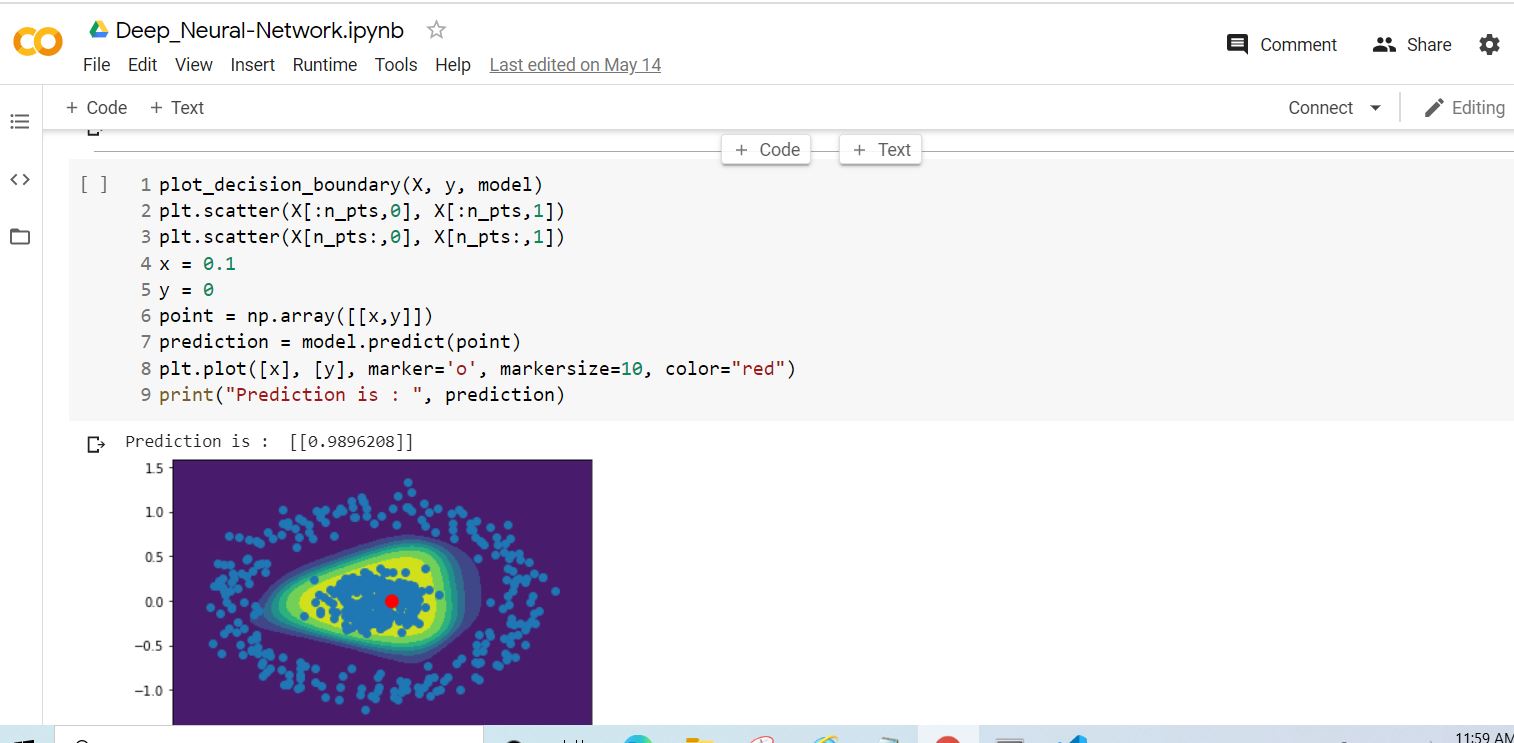 Deep_Neural-Network.ipynb
File Edit View Insert Runtime Tools Help Last edited on May 14
Comment Share
+ Code + Text
Connect Editing
+ Code + Text
[ ] 1 plot_decision_boundary(X, y, model)
2 plt.scatter(X[:n_pts,0], X[:n_pts,1])
3 plt.scatter(X[n_pts:,0], X[n_pts:,1])
4 x = 0.1
5 y = 0
6 point = np.array([[x,y]])
7 prediction = model.predict(point)
8 plt.plot([x], [y], marker='o', markersize=10, color="red")
9 print("Prediction is : ", prediction)
Prediction is :  [[0.9896208]]
1.5
1.0
0.5
0.0
−0.5
−1.0
11:59 AM